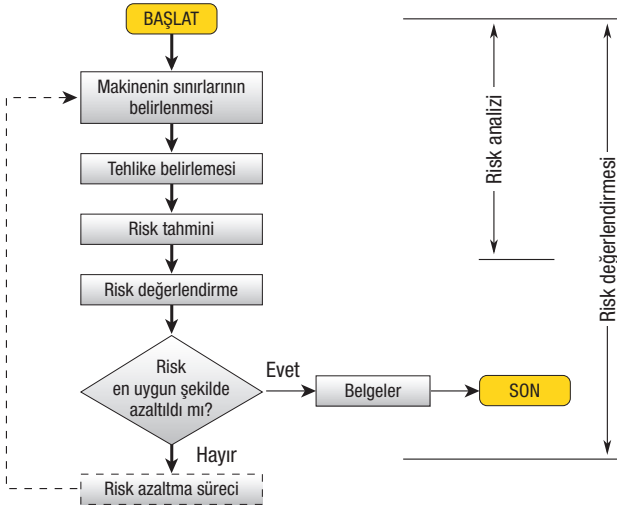 BAŞLAT
Makinenin sınırlarının
belirlenmesi
Tehlike belirlemesi
Risk tahmini
Risk değerlendirme
Risk
en uygun şekilde
azaltıldı mı?
Evet
Belgeler
SON
Hayır
Risk azaltma süreci
Risk analizi
Risk değerlendirmesi